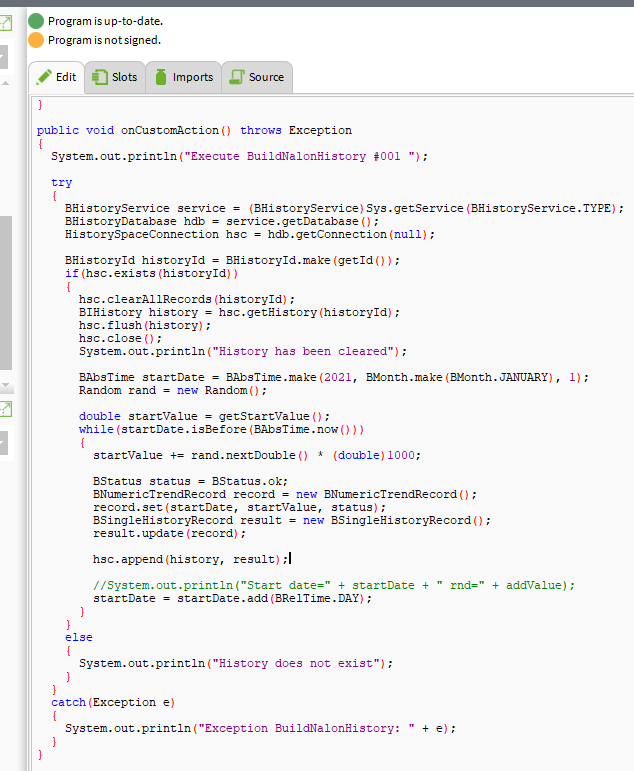 Program is up-to-date.
Program is not signed.
Edit Slots Imports Source
}
public void onCustomAction() throws Exception
{
System.out.println("Execute BuildNalonHistory #001 ");
try
{
BHistoryService service = (BHistoryService)Sys.getService(BHistoryService.TYPE);
BHistoryDatabase hdb = service.getDatabase();
HistorySpaceConnection hsc = hdb.getConnection(null);
BHistoryId historyId = BHistoryId.make(getId());
if(hsc.exists(historyId))
{
hsc.clearAllRecords(historyId);
BIHistory history = hsc.getHistory(historyId);
hsc.flush(history);
hsc.close();
System.out.println("History has been cleared");
BAbsTime startDate = BAbsTime.make(2021, BMonth.make(BMonth.JANUARY), 1);
Random rand = new Random();
double startValue = getStartValue();
while(startDate.isBefore(BAbsTime.now()))
{
startValue += rand.nextDouble() * (double)1000;
BStatus status = BStatus.ok;
BNumericTrendRecord record = new BNumericTrendRecord();
record.set(startDate, startValue, status);
BSingleHistoryRecord result = new BSingleHistoryRecord();
result.update(record);
hsc.append(history, result);
//System.out.println("Start date=" + startDate + " rnd=" + addValue);
startDate = startDate.add(BRelTime.DAY);
}
}
else
{
System.out.println("History does not exist");
}
}
catch(Exception e)
{
System.out.println("Exception BuildNalonHistory: " + e);
}
}